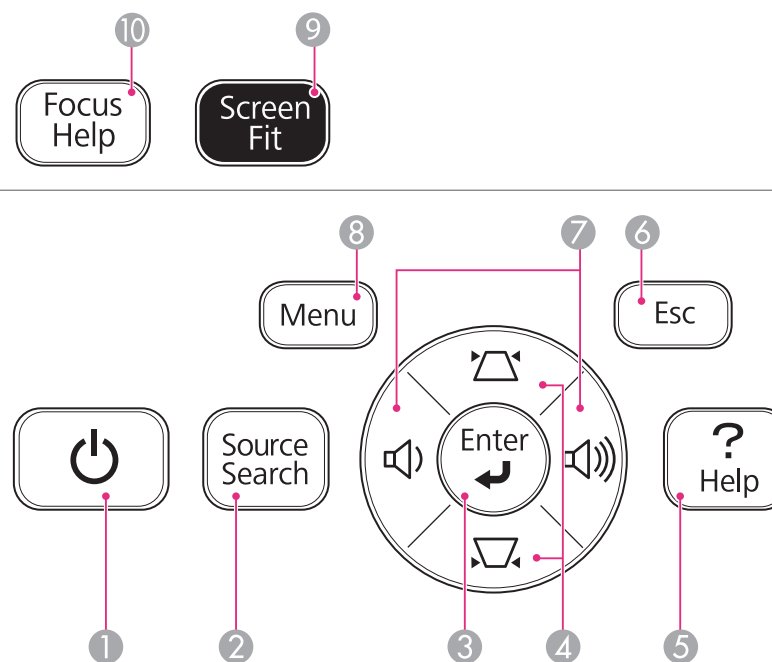 10
9
Focus
Help
Screen
Fit
8
7
6
Menu
Esc
Source
Search
Enter
?
Help
1
2
3
4
5